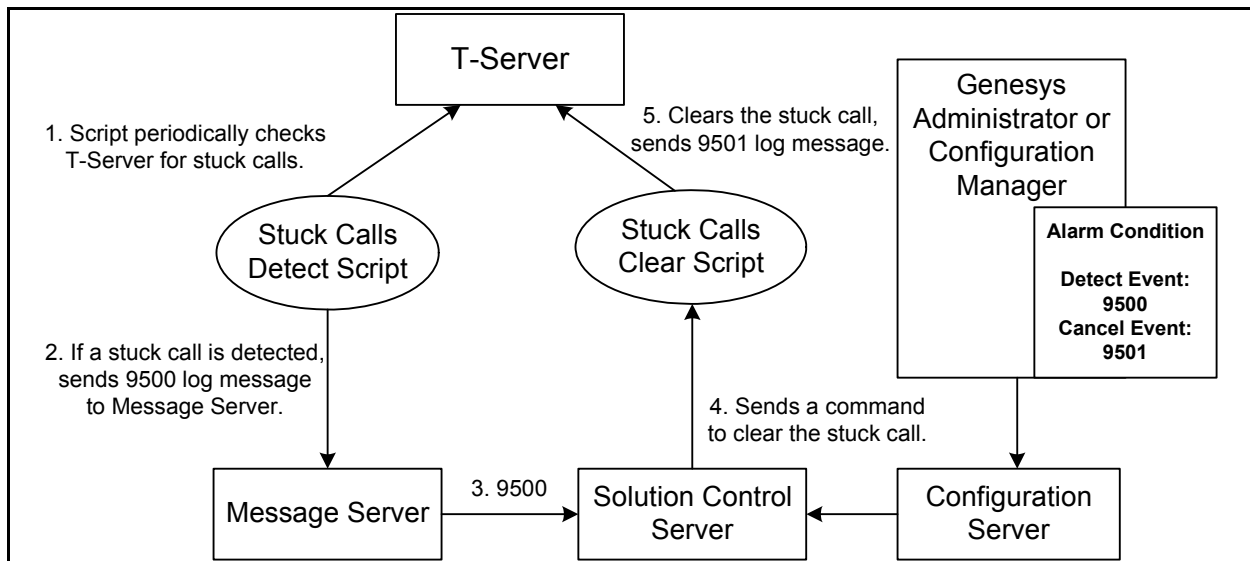 T-Server
1. Script periodically checks
T-Server for stuck calls.
5. Clears the stuck call,
sends 9501 log message.
Genesys
Administrator or
Configuration
Manager
Alarm Condition
Detect Event:
9500
Cancel Event:
9501
Stuck Calls
Detect Script
Stuck Calls
Clear Script
2. If a stuck call is detected,
sends 9500 log message
to Message Server.
4. Sends a command
to clear the stuck call.
Message Server
3. 9500
Solution Control
Server
Configuration
Server